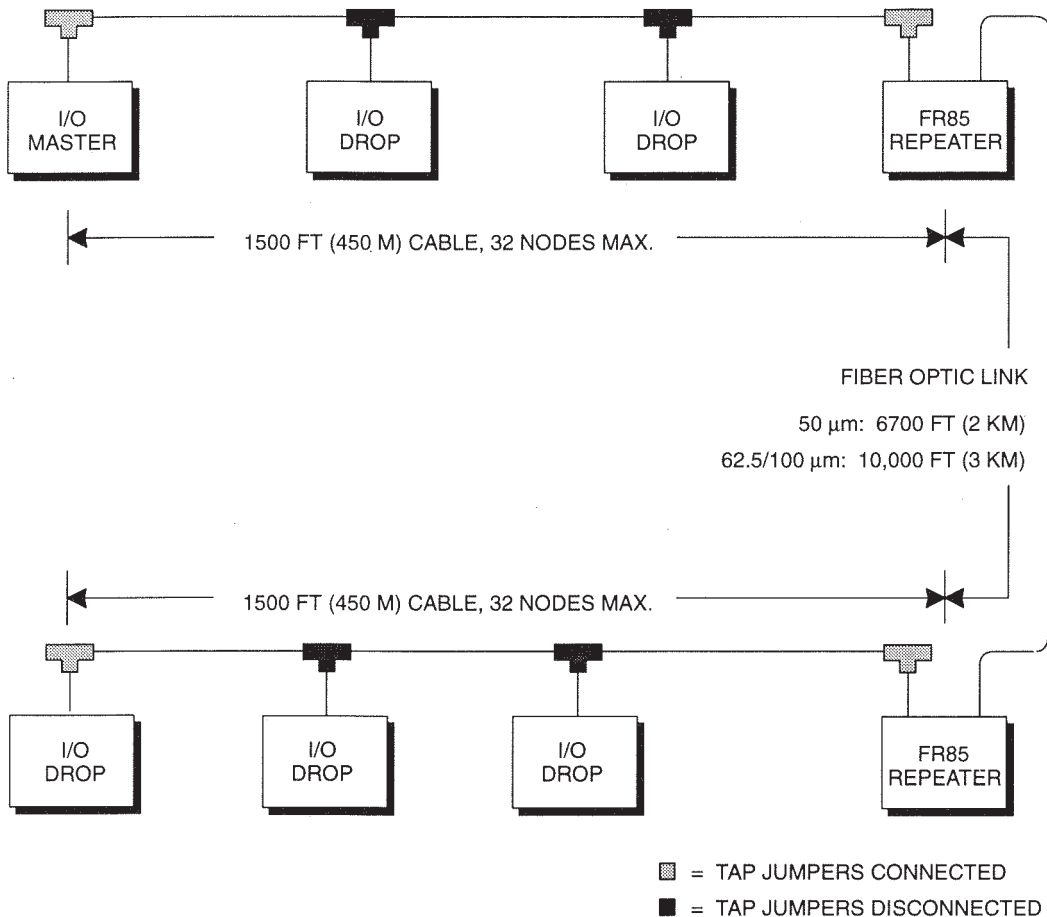 I/O
MASTER
I/O
DROP
I/O
DROP
FR85
REPEATER
1500 FT (450 M) CABLE, 32 NODES MAX.
FIBER OPTIC LINK
50 µm: 6700 FT (2 KM)
62.5/100 µm: 10,000 FT (3 KM)
1500 FT (450 M) CABLE, 32 NODES MAX.
I/O
DROP
I/O
DROP
I/O
DROP
FR85
REPEATER
= TAP JUMPERS CONNECTED
= TAP JUMPERS DISCONNECTED